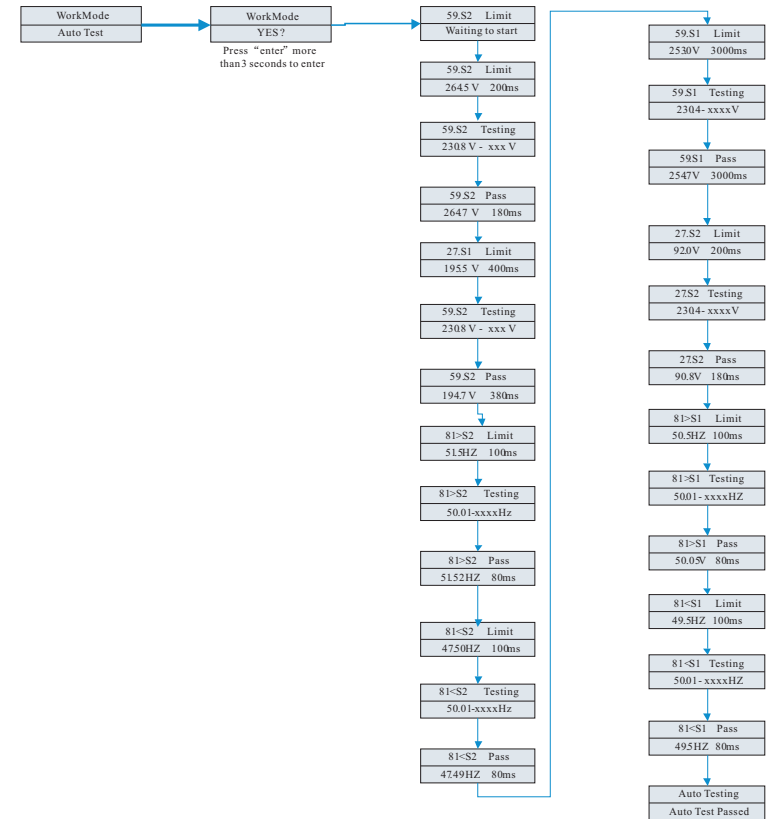 WorkMode
Auto Test
WorkMode
YES?
Press “enter” more
than 3 seconds to enter
59.S2 Limit
Waiting to start
59.S2 Limit
264.5 V 200ms
59.S2 Testing
230.8 V - xxx V
59.S2 Pass
264.7 V 180ms
27.S1 Limit
195.5 V 400ms
59.S2 Testing
230.8 V - xxx V
59.S2 Pass
194.7 V 380ms
81>S2 Limit
51.5HZ 100ms
81>S2 Testing
50.01-xxxxHz
81>S2 Pass
51.52HZ 80ms
81<S2 Limit
47.50HZ 100ms
81<S2 Testing
50.01-xxxxHz
81<S2 Pass
47.49HZ 80ms
59.S1 Limit
253.0V 3000ms
59.S1 Testing
230.4- xxxxV
59.S1 Pass
254.7V 3000ms
27.S2 Limit
92.0V 200ms
27.S2 Testing
230.4- xxxxV
27.S2 Pass
90.8V 180ms
81>S1 Limit
50.5HZ 100ms
81>S1 Testing
50.01- xxxxHZ
81>S1 Pass
50.05V 80ms
81<S1 Limit
49.5HZ 100ms
81<S1 Testing
50.01- xxxxHZ
81<S1 Pass
49.5HZ 80ms
Auto Testing
Auto Test Passed